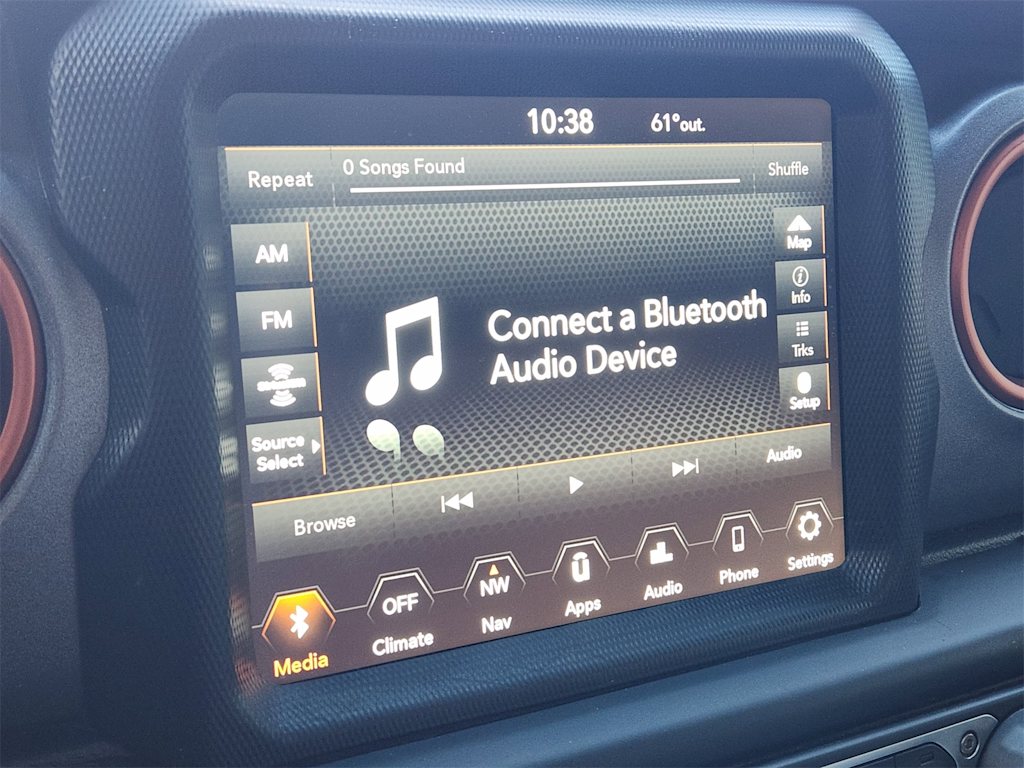 10:38 61°out.
Repeat 0 Songs Found Shuffle
AM
FM
SiriusXM
Source
Select
Connect a Bluetooth
Audio Device
Map
Info
Trks
Setup
Browse Audio
OFF NW
Media Climate Nav Apps Audio Phone Settings